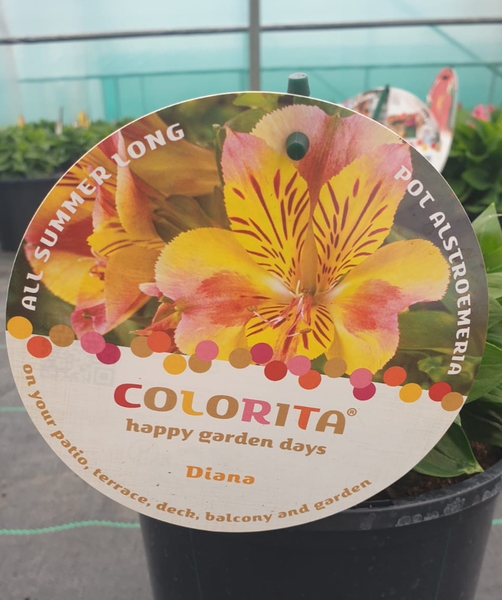 ALL SUMMER LONG
POT ALSTROEMERIA
COLORITA®
happy garden days
Diana
on your patio, terrace, deck, balcony and garden